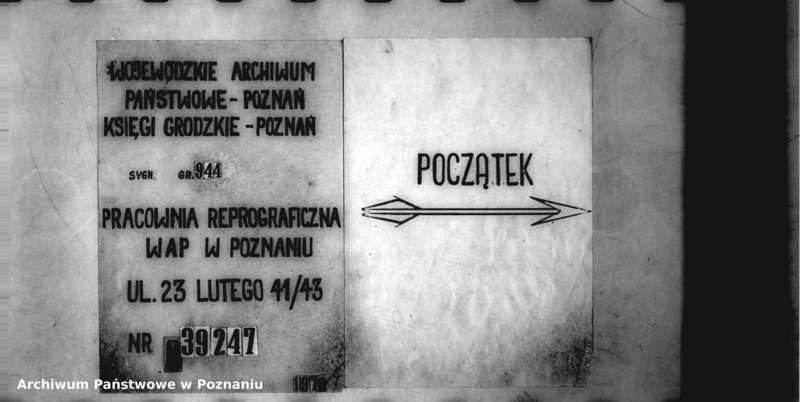 WOJEWÓDZKIE ARCHIWUM
PAŃSTWOWE - POZNAŃ
KSIĘGI GRODZKIE - POZNAŃ
SYGN. GR. 944
PRACOWNIA REPROGRAFICZNA
WAP W POZNANIU
UL. 23 LUTEGO 41/43
NR 39247
POCZĄTEK
Archiwum Państwowe w Poznaniu